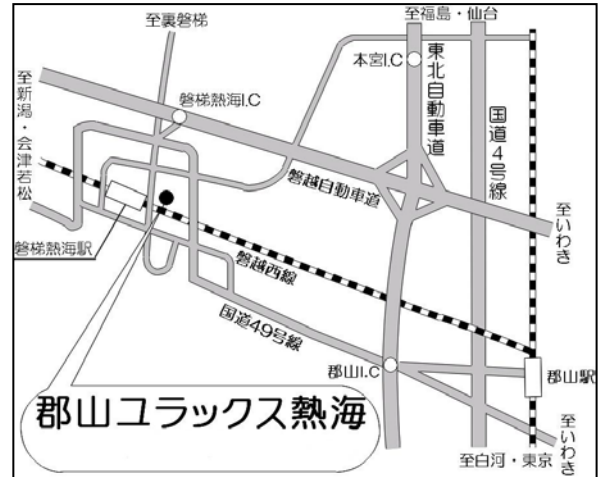 至裏磐梯
至福島・仙台
本宮I.C
東北自動車道
国道4号線
至新潟・会津若松
磐梯熱海I.C
磐越自動車道
至いわき
磐梯熱海駅
磐越西線
国道49号線
郡山I.C
郡山駅
郡山ユラックス熱海
至白河・東京
至いわき